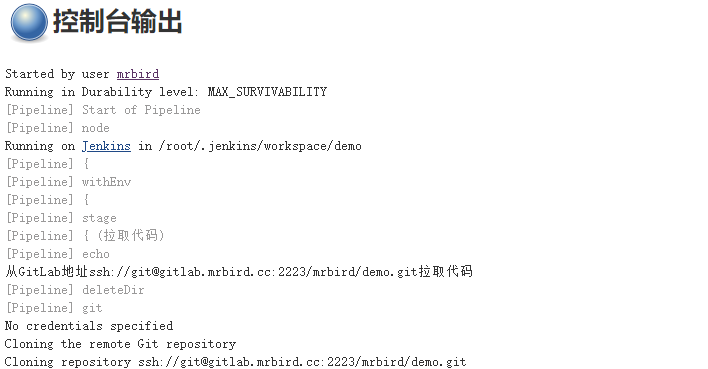 控制台输出
Started by user mrbird
Running in Durability level: MAX_SURVIVABILITY
[Pipeline] Start of Pipeline
[Pipeline] node
Running on Jenkins in /root/.jenkins/workspace/demo
[Pipeline] {
[Pipeline] withEnv
[Pipeline] {
[Pipeline] stage
[Pipeline] { (拉取代码)
[Pipeline] echo
从GitLab地址ssh://git@gitlab.mrbird.cc:2223/mrbird/demo.git拉取代码
[Pipeline] deleteDir
[Pipeline] git
No credentials specified
Cloning the remote Git repository
Cloning repository ssh://git@gitlab.mrbird.cc:2223/mrbird/demo.git